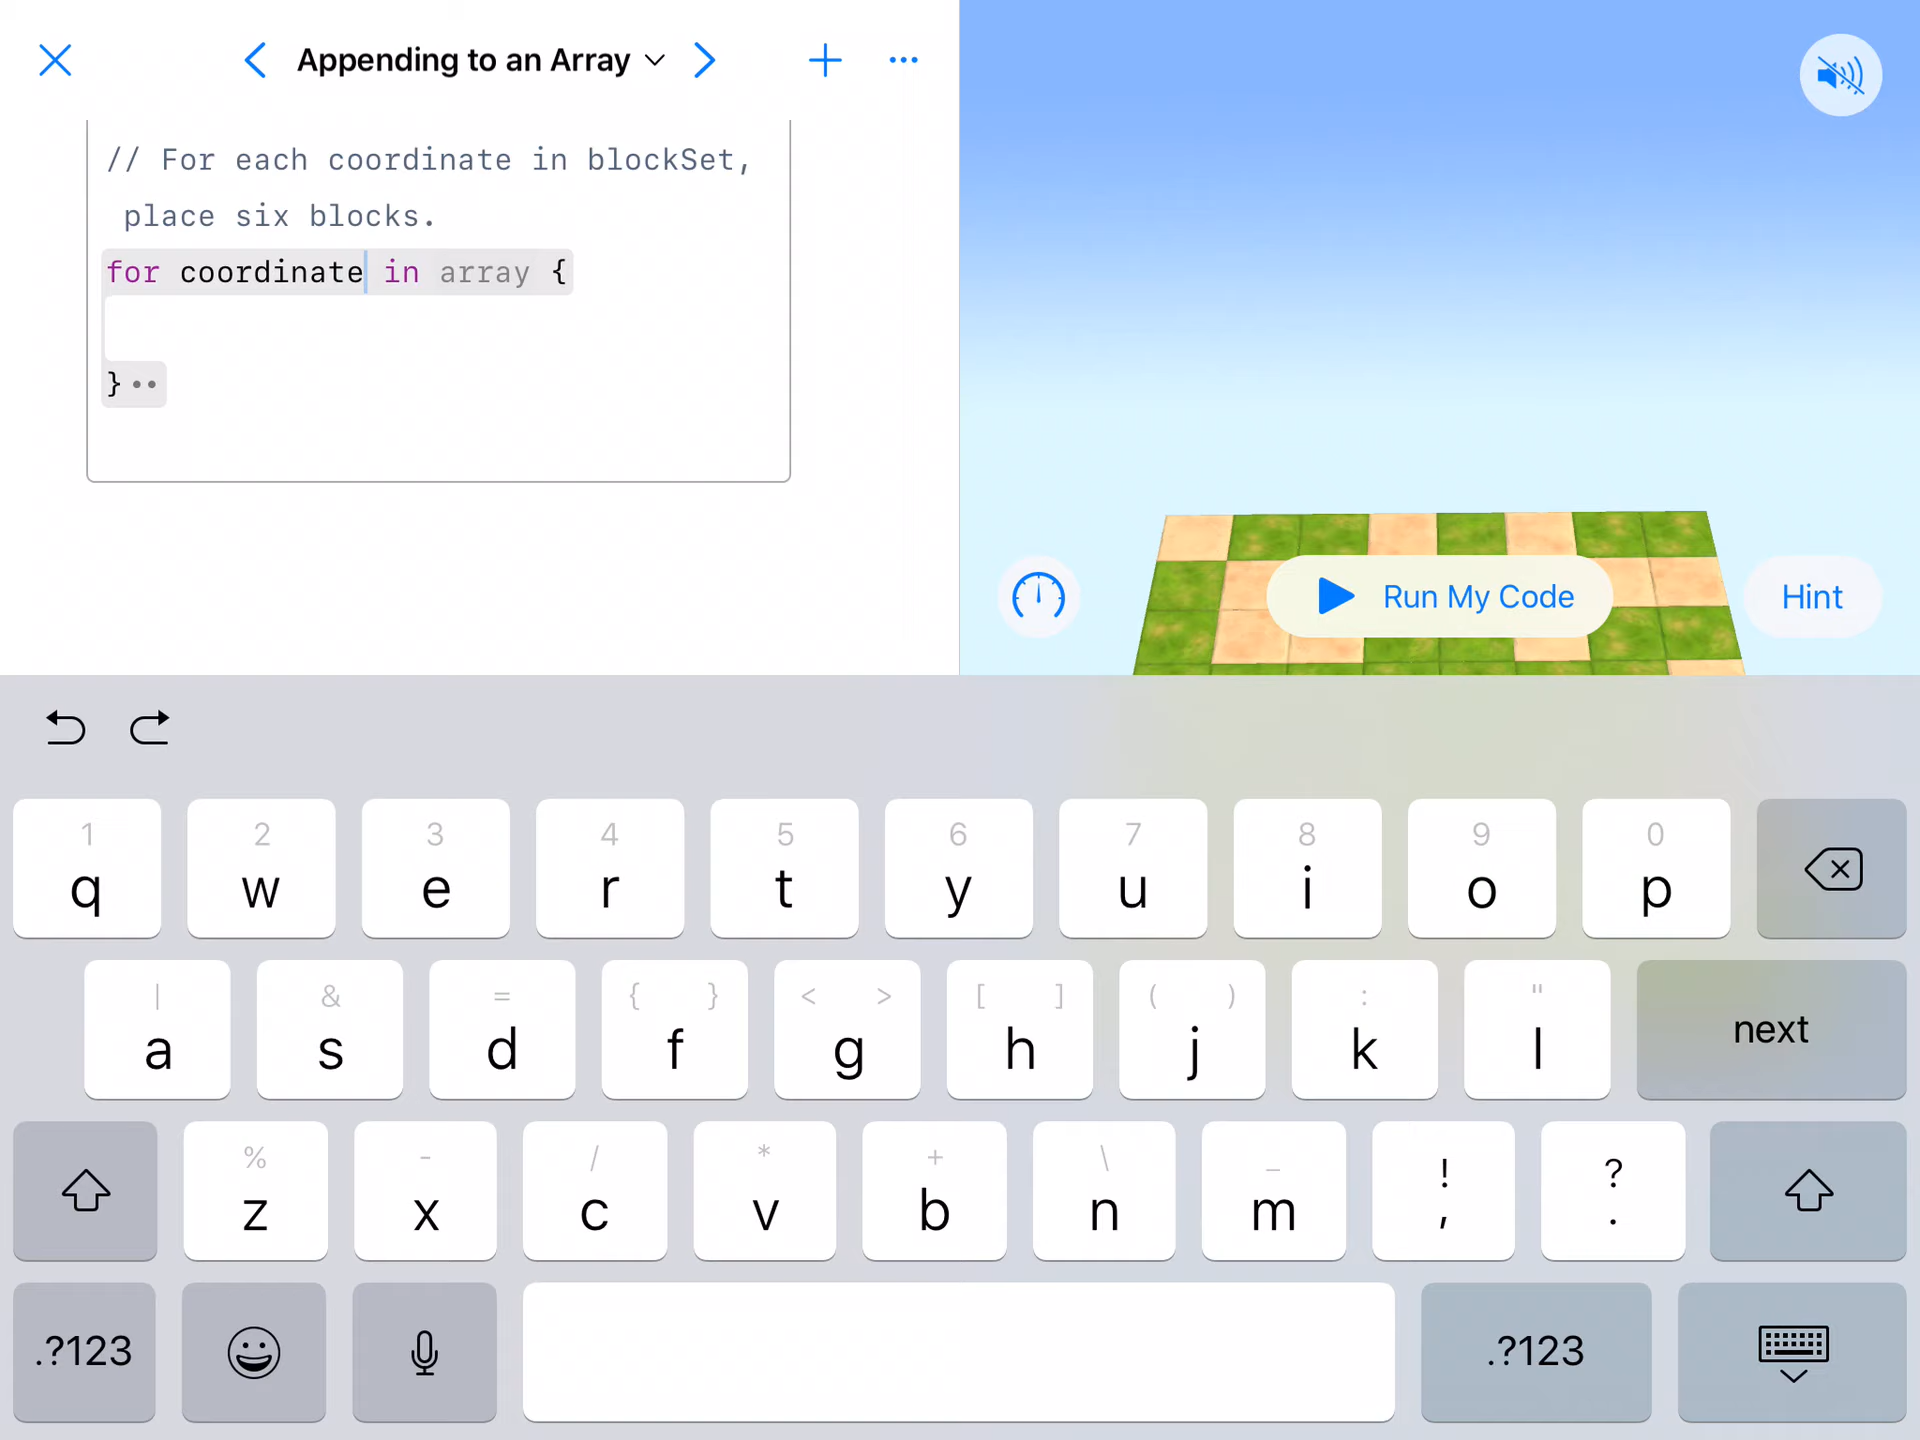 Appending to an Array
// For each coordinate in blockSet,
place six blocks.
for coordinate in array {
}
Run My Code
Hint
1 2 3 4 5 6 7 8 9 0
q w e r t y u i o p
| & = { } < > [ ] ( ) : "
a s d f g h j k l next
% - / * + \ _ ! ?
z x c v b n m , .
.?123 .?123